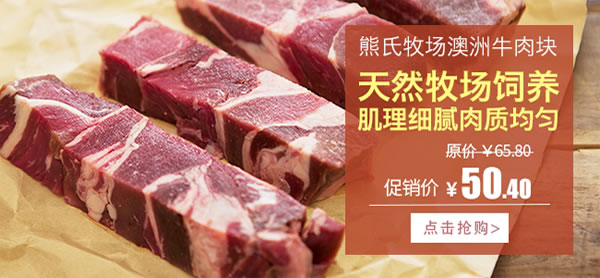 熊氏牧场澳洲牛肉块
天然牧场饲养
肌理细腻肉质均匀
原价￥65.80
促销价￥50.40
点击抢购>